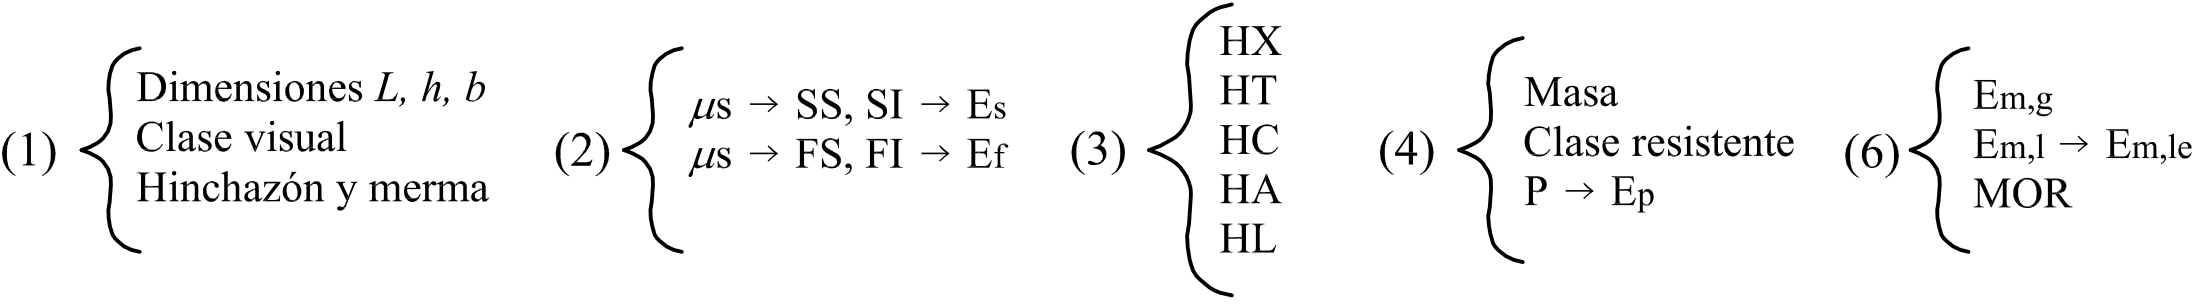 (1)
Dimensiones L, h, b
Clase visual
Hinchazón y merma
(2)
μs → SS, SI → Es
μs → FS, FI → Ef
(3)
HX
HT
HC
HA
HL
(4)
Masa
Clase resistente
P → Ep
(6)
Em,g
Em,l → Em,le
MOR